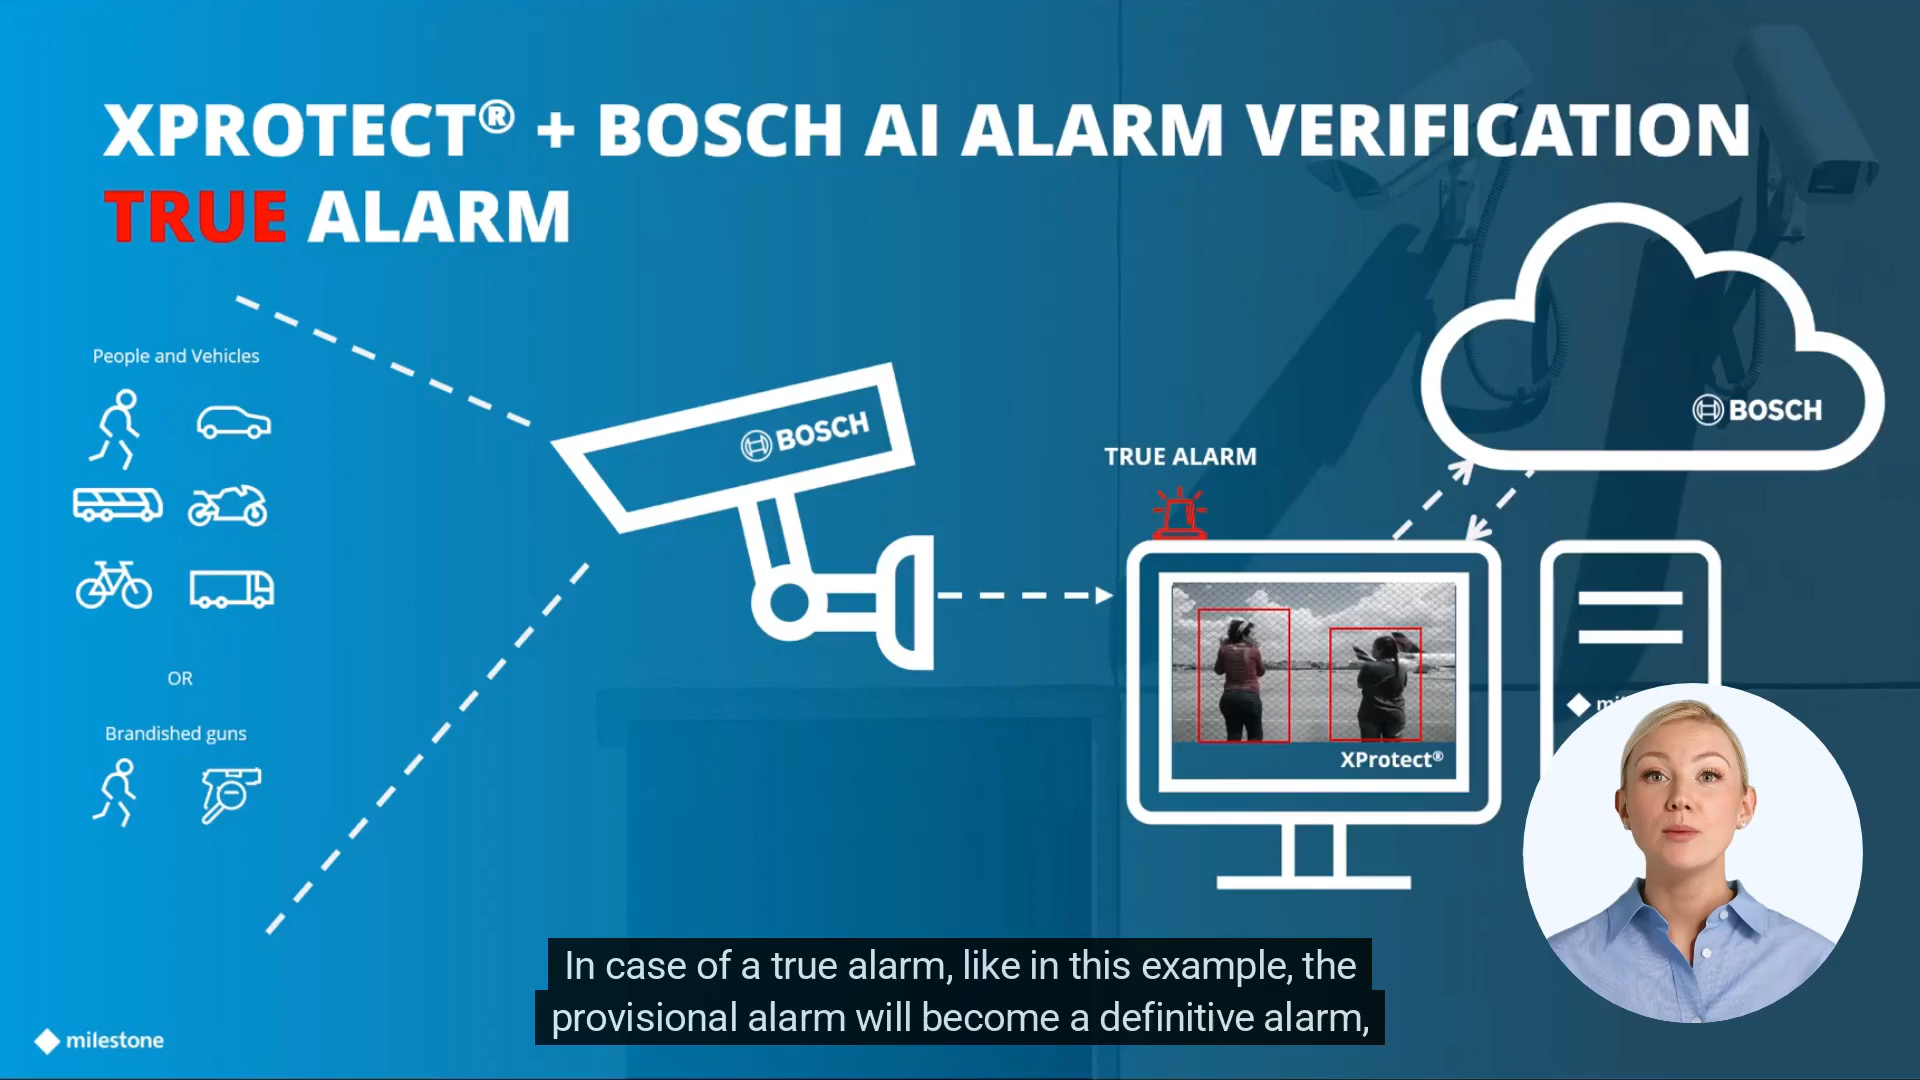 XPROTECT® + BOSCH AI ALARM VERIFICATION
TRUE ALARM
People and Vehicles
OR
Brandished guns
BOSCH
TRUE ALARM
BOSCH
XProtect®
In case of a true alarm, like in this example, the
provisional alarm will become a definitive alarm,
milestone